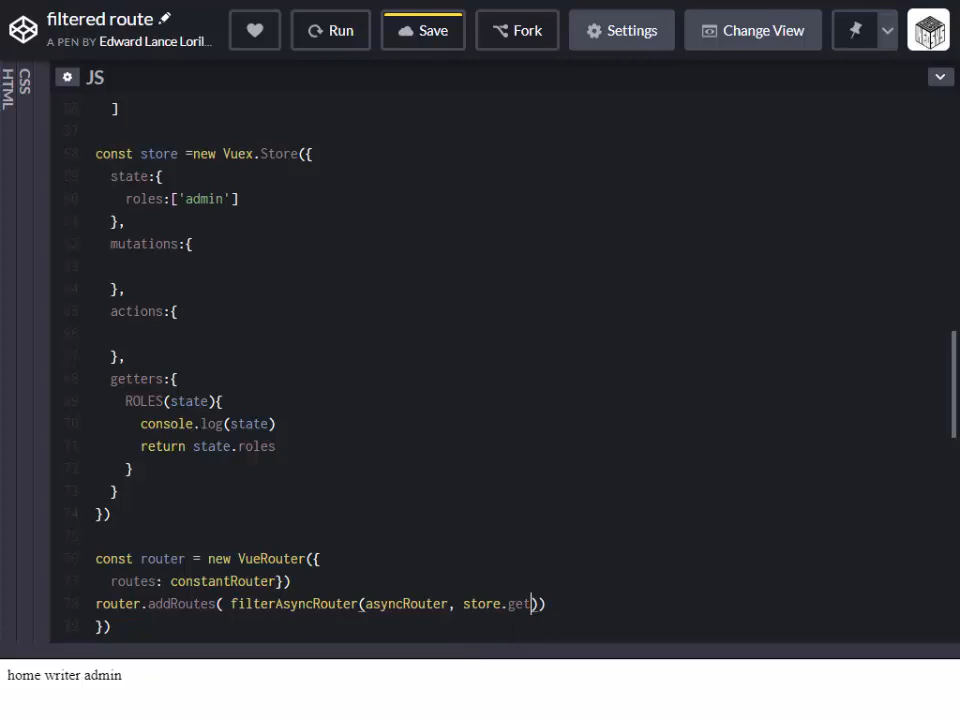 filtered route
A PEN BY Edward Lance Loril...
Run
Save
Fork
Settings
Change View
HTML
CSS
JS
]
const store =new Vuex.Store({
state:{
roles:['admin']
},
mutations:{
},
actions:{
},
getters:{
ROLES(state){
console.log(state)
return state.roles
}
}
})
const router = new VueRouter({
routes: constantRouter})
router.addRoutes( filterAsyncRouter(asyncRouter, store.get))
})
home writer admin